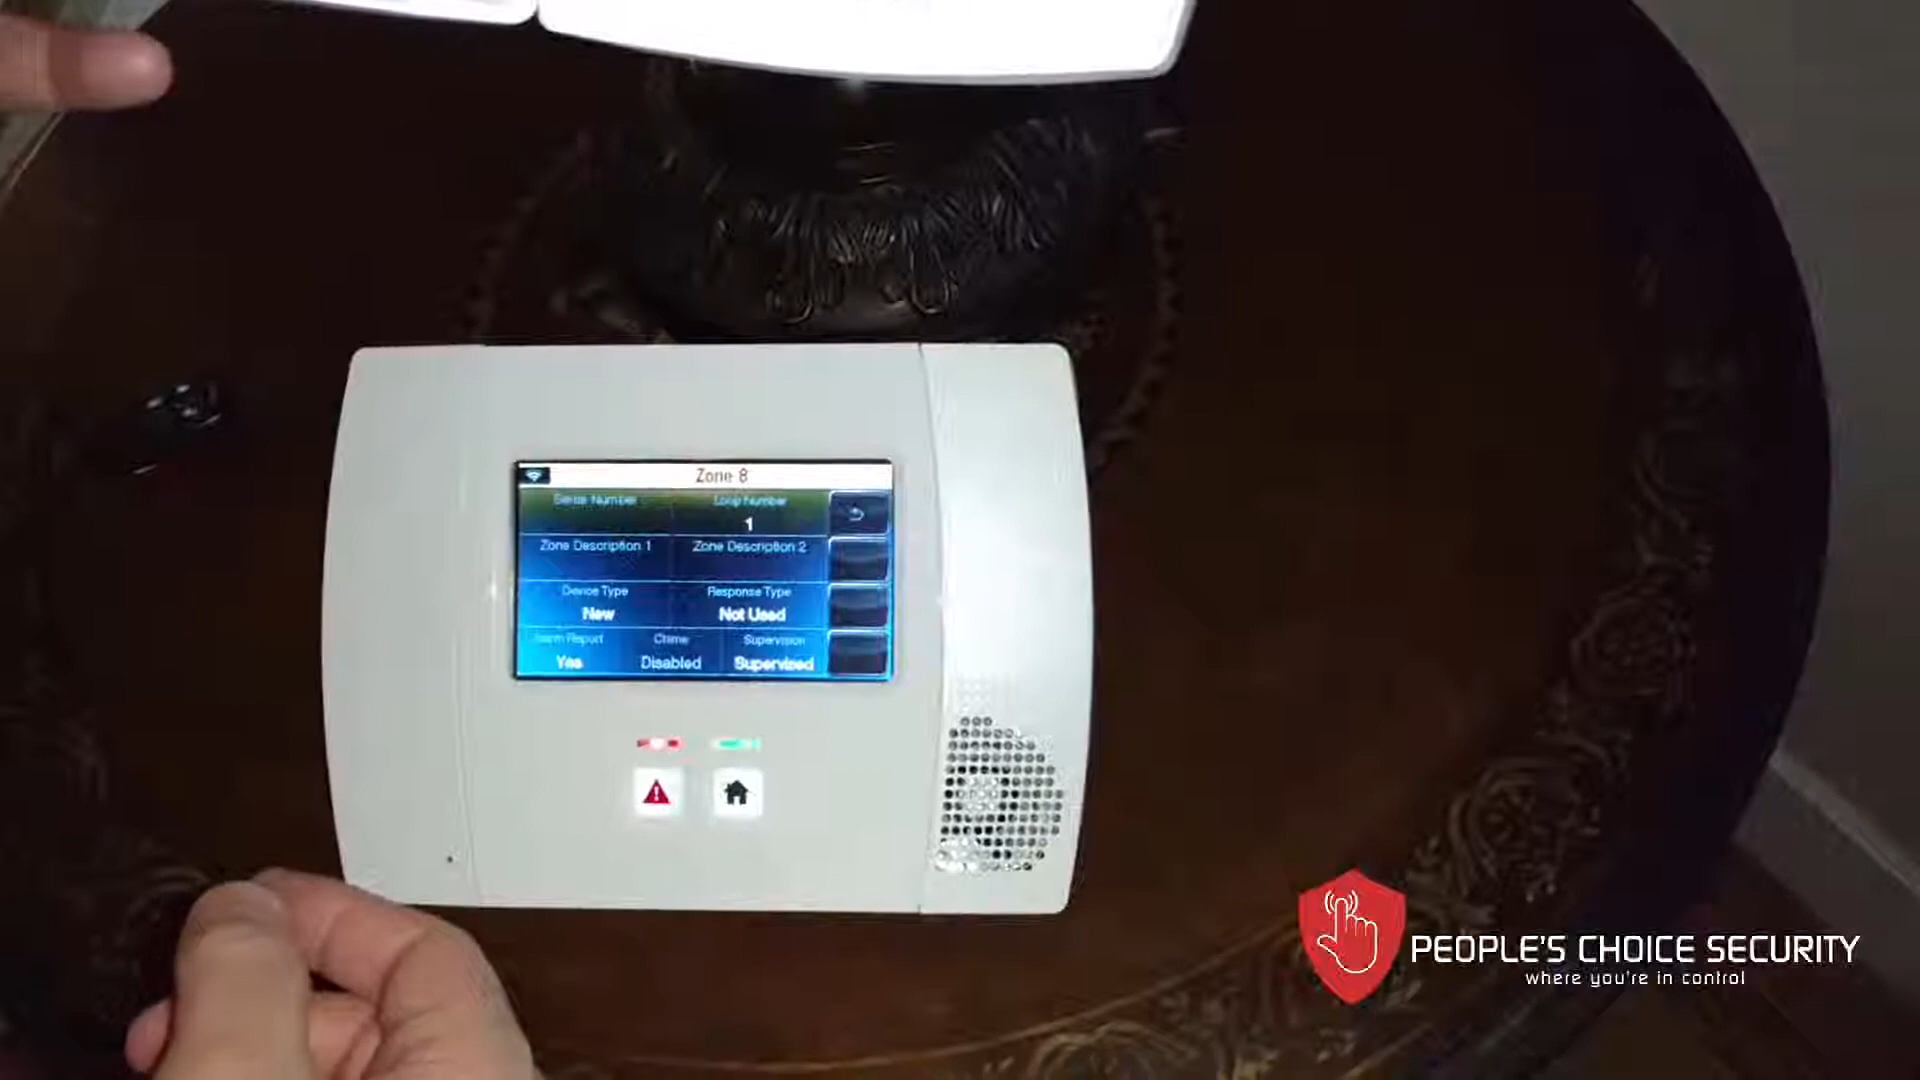 Zone 8
Serial Number Loop Number
1
Zone Description 1 Zone Description 2
Device Type Response Type
New Not Used
Alarm Report Chime Supervision
Yes Disabled Supervised
PEOPLE'S CHOICE SECURITY
where you're in control